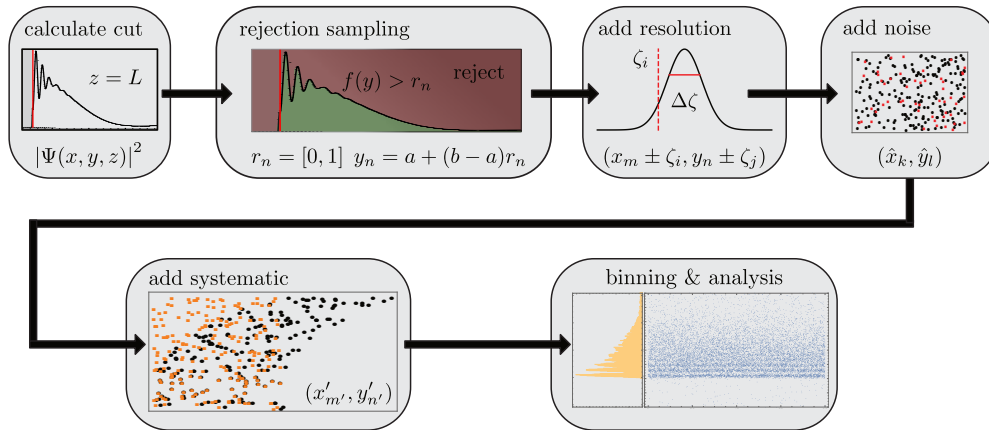 calculate cut
z = L
|Ψ(x, y, z)|²
rejection sampling
f(y) > rₙ
reject
rₙ = [0, 1] yₙ = a + (b − a)rₙ
add resolution
ζᵢ
Δζ
(xₘ ± ζᵢ, yₙ ± ζⱼ)
add noise
(x̂ₖ, ŷₗ)
add systematic
(x′ₘ′, y′ₙ′)
binning & analysis